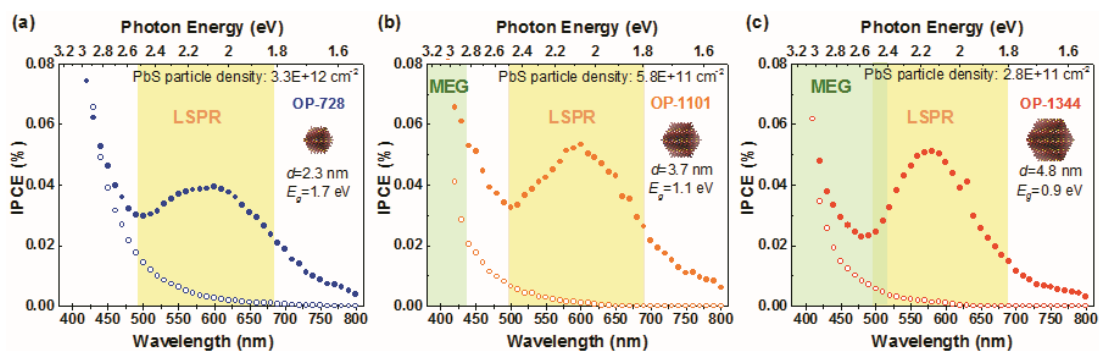 (a)
Photon Energy (eV)
3.2 3 2.8 2.6 2.4 2.2 2 1.8 1.6
0.08
0.06
0.04
0.02
0.00
IPCE (%)
PbS particle density: 3.3E+12 cm⁻²
OP-728
LSPR
d=2.3 nm
Eg=1.7 eV
400 450 500 550 600 650 700 750 800
Wavelength (nm)
(b)
Photon Energy (eV)
3.2 3 2.8 2.6 2.4 2.2 2 1.8 1.6
0.08
0.06
0.04
0.02
0.00
IPCE (%)
PbS particle density: 5.8E+11 cm⁻²
MEG
OP-1101
LSPR
d=3.7 nm
Eg=1.1 eV
400 450 500 550 600 650 700 750 800
Wavelength (nm)
(c)
Photon Energy (eV)
3.2 3 2.8 2.6 2.4 2.2 2 1.8 1.6
0.08
0.06
0.04
0.02
0.00
IPCE (%)
PbS particle density: 2.8E+11 cm⁻²
MEG
OP-1344
LSPR
d=4.8 nm
Eg=0.9 eV
400 450 500 550 600 650 700 750 800
Wavelength (nm)